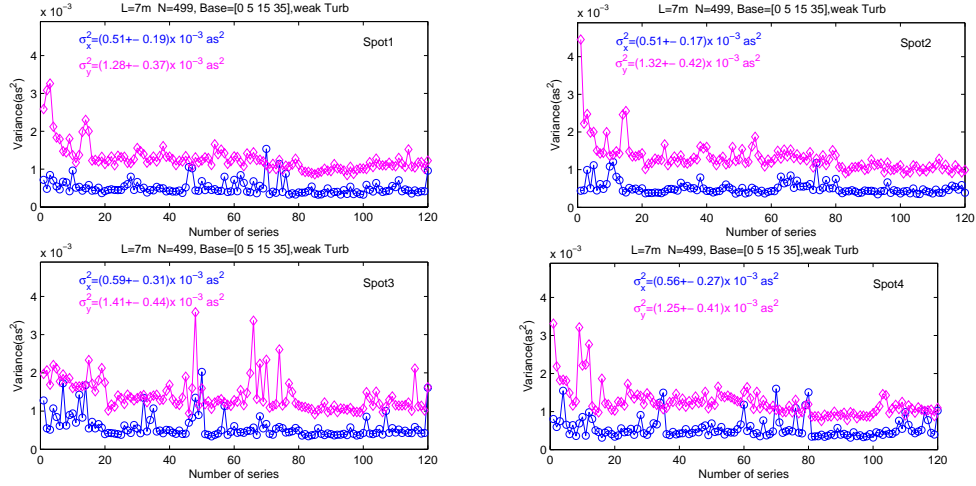 L=7m N=499, Base=[0 5 15 35],weak Turb
x 10⁻³
σ²ₓ=(0.51+- 0.19)x 10⁻³ as²
σ²ᵧ=(1.28+- 0.37)x 10⁻³ as²
Spot1
Variance(as²)
4
3
2
1
0
0 20 40 60 80 100 120
Number of series
L=7m N=499, Base=[0 5 15 35],weak Turb
x 10⁻³
σ²ₓ=(0.51+- 0.17)x 10⁻³ as²
σ²ᵧ=(1.32+- 0.42)x 10⁻³ as²
Spot2
Variance(as²)
4
3
2
1
0
0 20 40 60 80 100 120
Number of series
L=7m N=499, Base=[0 5 15 35],weak Turb
x 10⁻³
σ²ₓ=(0.59+- 0.31)x 10⁻³ as²
σ²ᵧ=(1.41+- 0.44)x 10⁻³ as²
Spot3
Variance(as²)
4
3
2
1
0
0 20 40 60 80 100 120
Number of series
L=7m N=499, Base=[0 5 15 35],weak Turb
x 10⁻³
σ²ₓ=(0.56+- 0.27)x 10⁻³ as²
σ²ᵧ=(1.25+- 0.41)x 10⁻³ as²
Spot4
Variance(as²)
4
3
2
1
0
0 20 40 60 80 100 120
Number of series